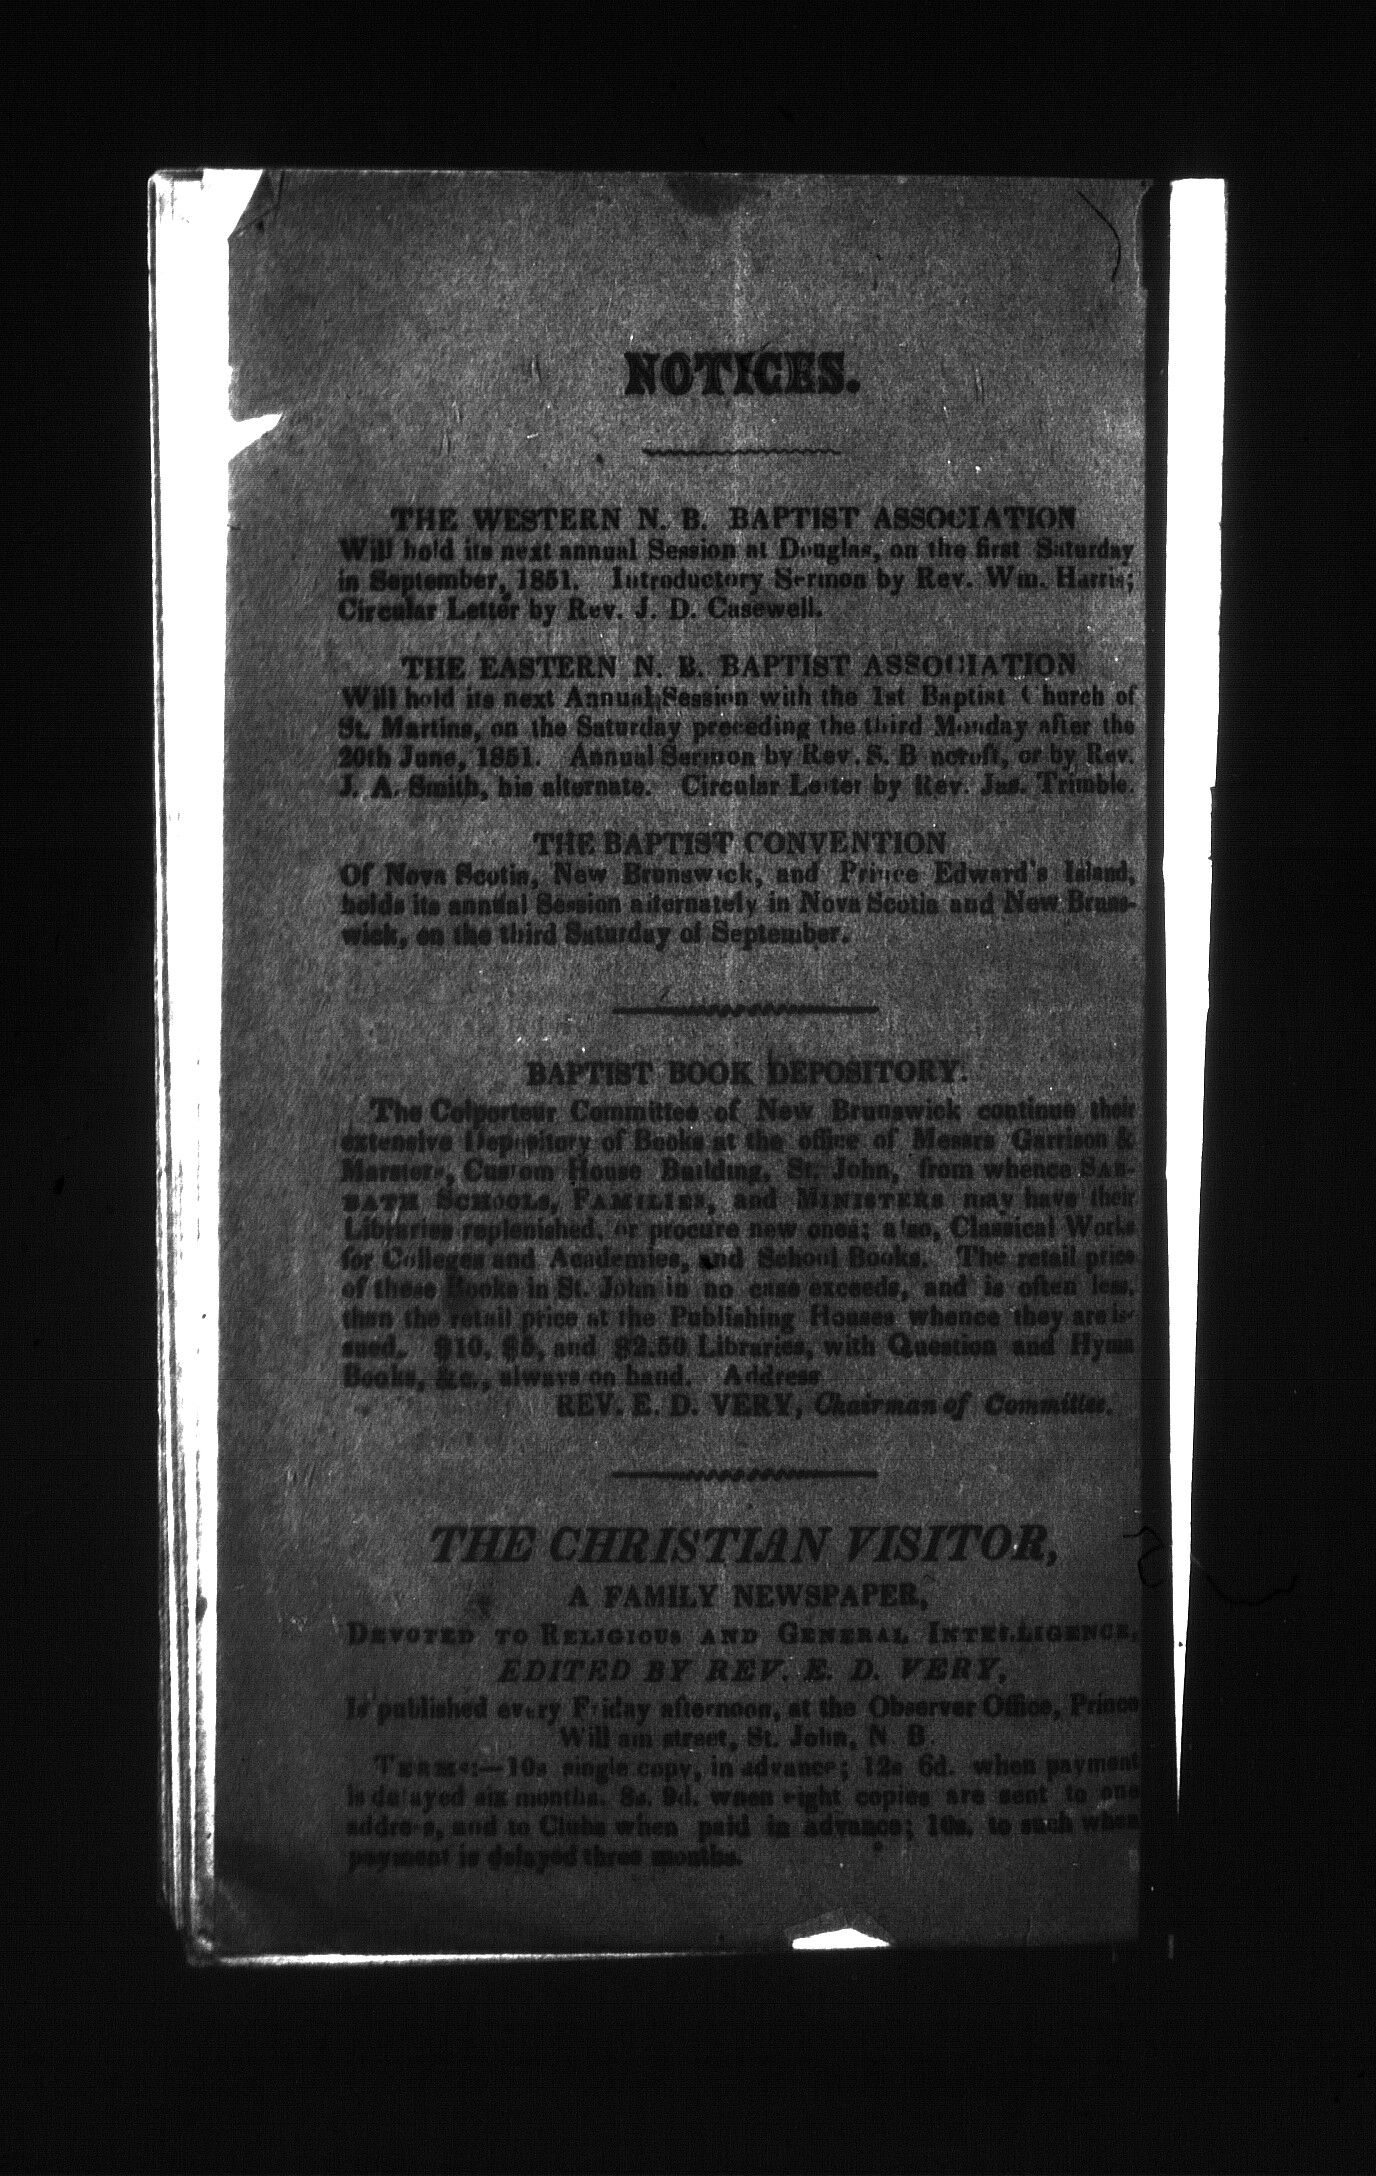 NOTICES.
THE WESTERN N. B. BAPTIST ASSOCIATION
Will hold its next annual Session at Douglas, on the first Saturday
in September, 1851. Introductory Sermon by Rev. Wm. Harris;
Circular Letter by Rev. J. D. Casewell.
THE EASTERN N. B. BAPTIST ASSOCIATION
Will hold its next Annual Session with the 1st Baptist Church of
St. Martins, on the Saturday preceding the third Monday after the
20th June, 1851. Annual Sermon by Rev. S. Bancroft, or by Rev.
J. A. Smith, his alternate. Circular Letter by Rev. Jas. Trimble.
THE BAPTIST CONVENTION
Of Nova Scotia, New Brunswick, and Prince Edward's Island,
holds its annual Session alternately in Nova Scotia and New Bruns-
wick, on the third Saturday of September.
BAPTIST BOOK DEPOSITORY.
The Colporteur Committee of New Brunswick continue their
extensive Depository of Books at the office of Messrs Garrison &
Marsters, Custom House Building, St. John, from whence SAB-
BATH SCHOOLS, FAMILIES, and MINISTERS may have their
Libraries replenished, or procure new ones; also, Classical Works
for Colleges and Academies, and School Books. The retail price
of these Books in St. John in no case exceeds, and is often less,
than the retail price at the Publishing Houses whence they are is-
sued. $10, $5, and $2.50 Libraries, with Question and Hymn
Books, &c., always on hand. Address
REV. E. D. VERY, Chairman of Committee.
THE CHRISTIAN VISITOR,
A FAMILY NEWSPAPER,
DEVOTED TO RELIGIOUS AND GENERAL INTELLIGENCE,
EDITED BY REV. E. D. VERY,
Is published every Friday afternoon, at the Observer Office, Prince
William street, St. John, N. B.
TERMS:—10s single copy, in advance; 12s 6d. when payment
is delayed six months. 8s. 9d. when eight copies are sent to one
address, and to Clubs when paid in advance; 10s. to such when
payment is delayed three months.